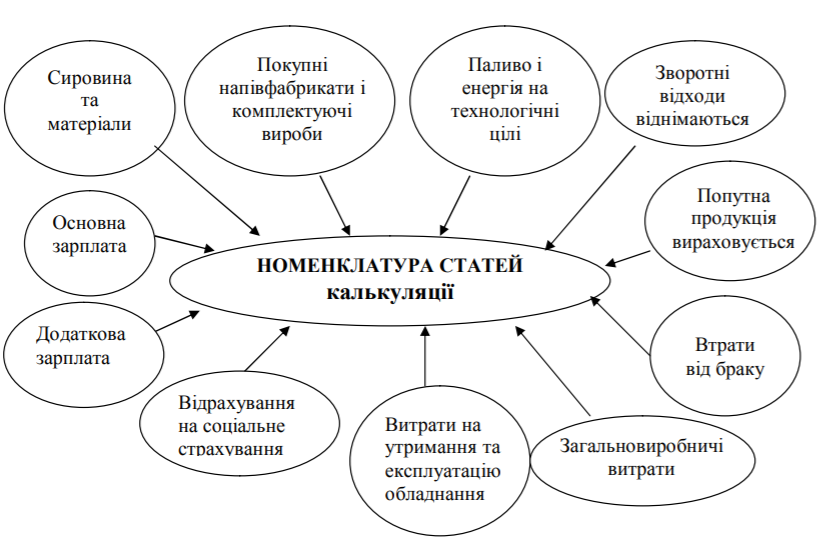 Сировина
та
матеріали
Покупні
напівфабрикати і
комплектуючі
вироби
Паливо і
енергія на
технологічні
цілі
Зворотні
відходи
віднімаються
Основна
зарплата
Попутна
продукція
вираховується
НОМЕНКЛАТУРА СТАТЕЙ
калькуляції
Додаткова
зарплата
Втрати
від браку
Відрахування
на соціальне
страхування
Витрати на
утримання та
експлуатацію
обладнання
Загальновиробничі
витрати